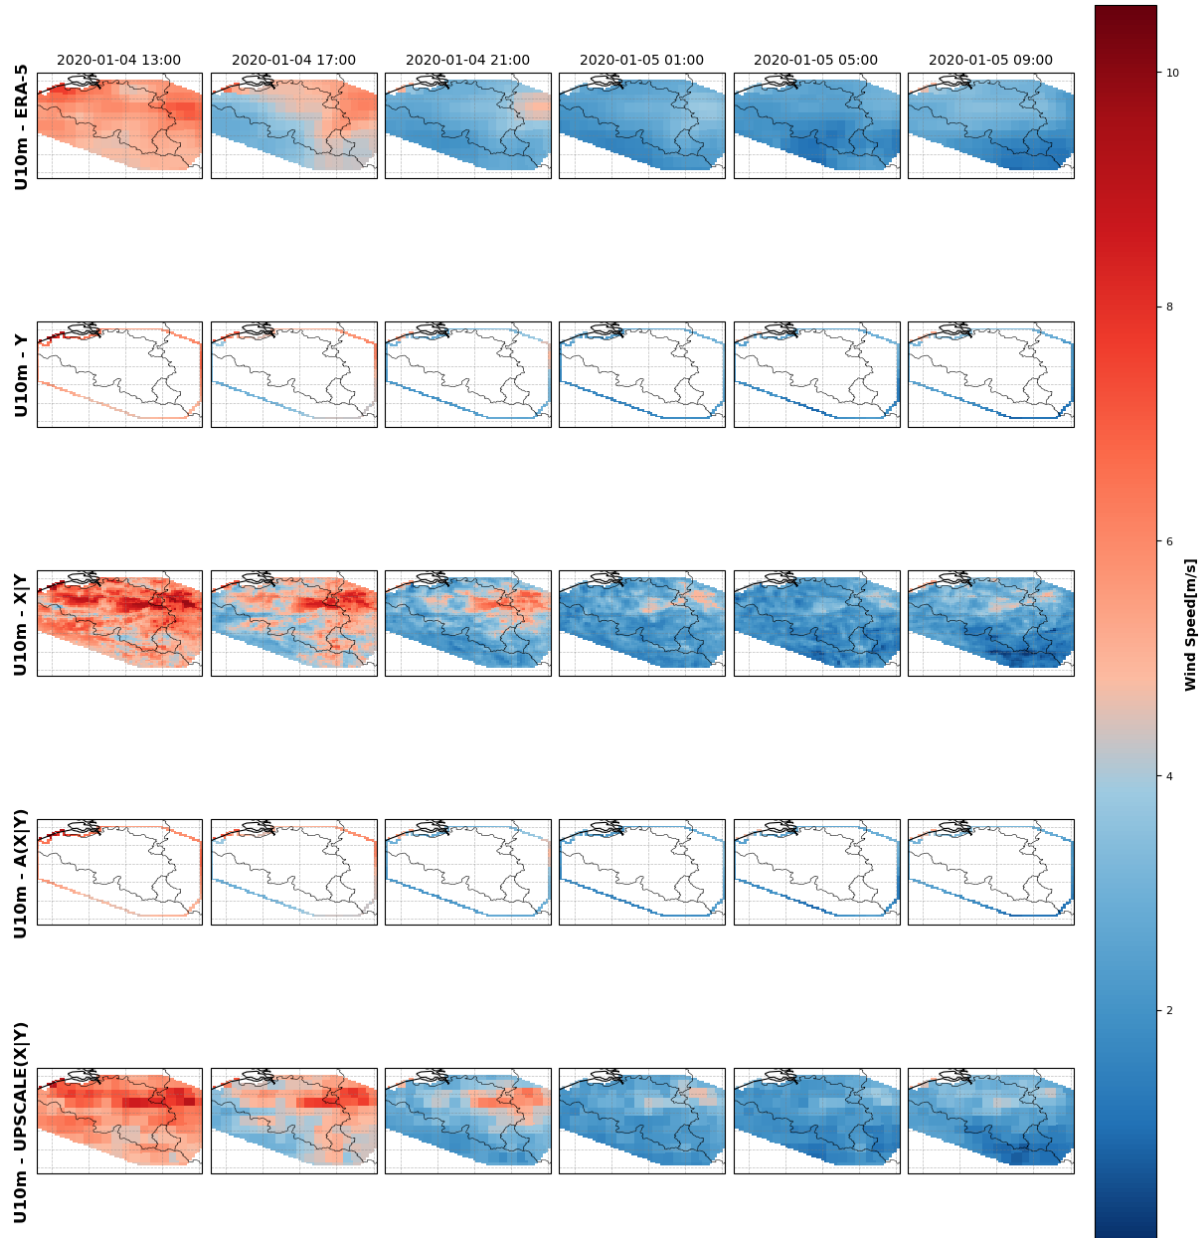 2020-01-04 13:00 2020-01-04 17:00 2020-01-04 21:00 2020-01-05 01:00 2020-01-05 05:00 2020-01-05 09:00
U10m - ERA-5
U10m - Y
U10m - X|Y
U10m - A(X|Y)
U10m - UPSCALE(X|Y)
10
8
6
4
2
Wind Speed[m/s]